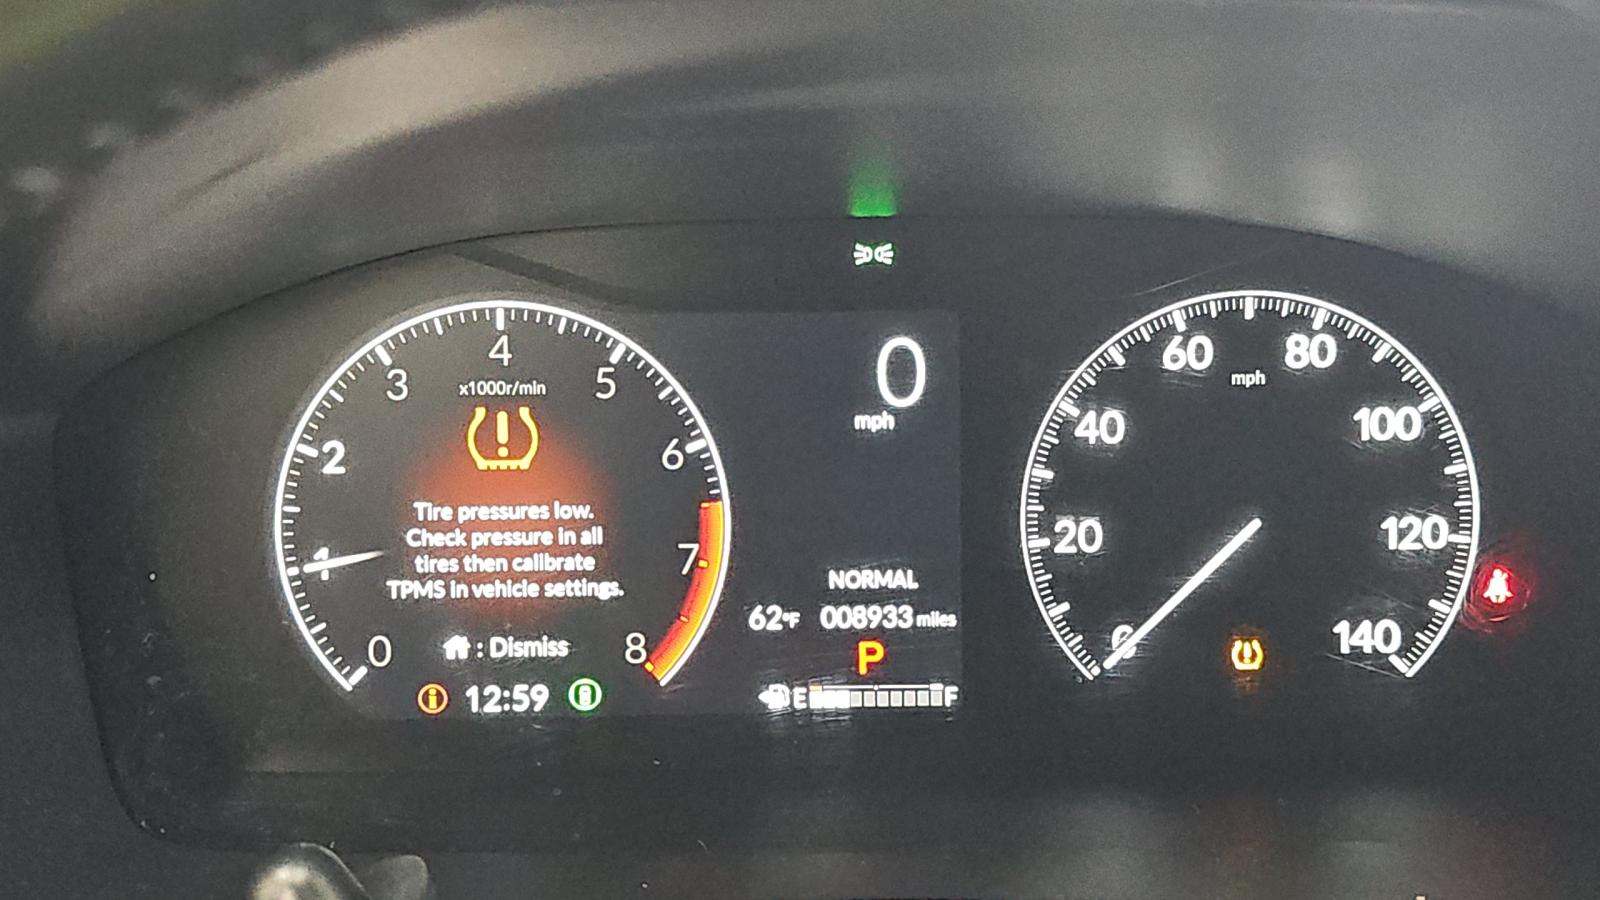 4
3
5
x1000r/min
2
6
Tire pressures low.
Check pressure in all
tires then calibrate
TPMS in vehicle settings.
1
7
0
: Dismiss
8
12:59
0
mph
NORMAL
62°F 008933 miles
P
E F
60 80
mph
40 100
20 120
0 140